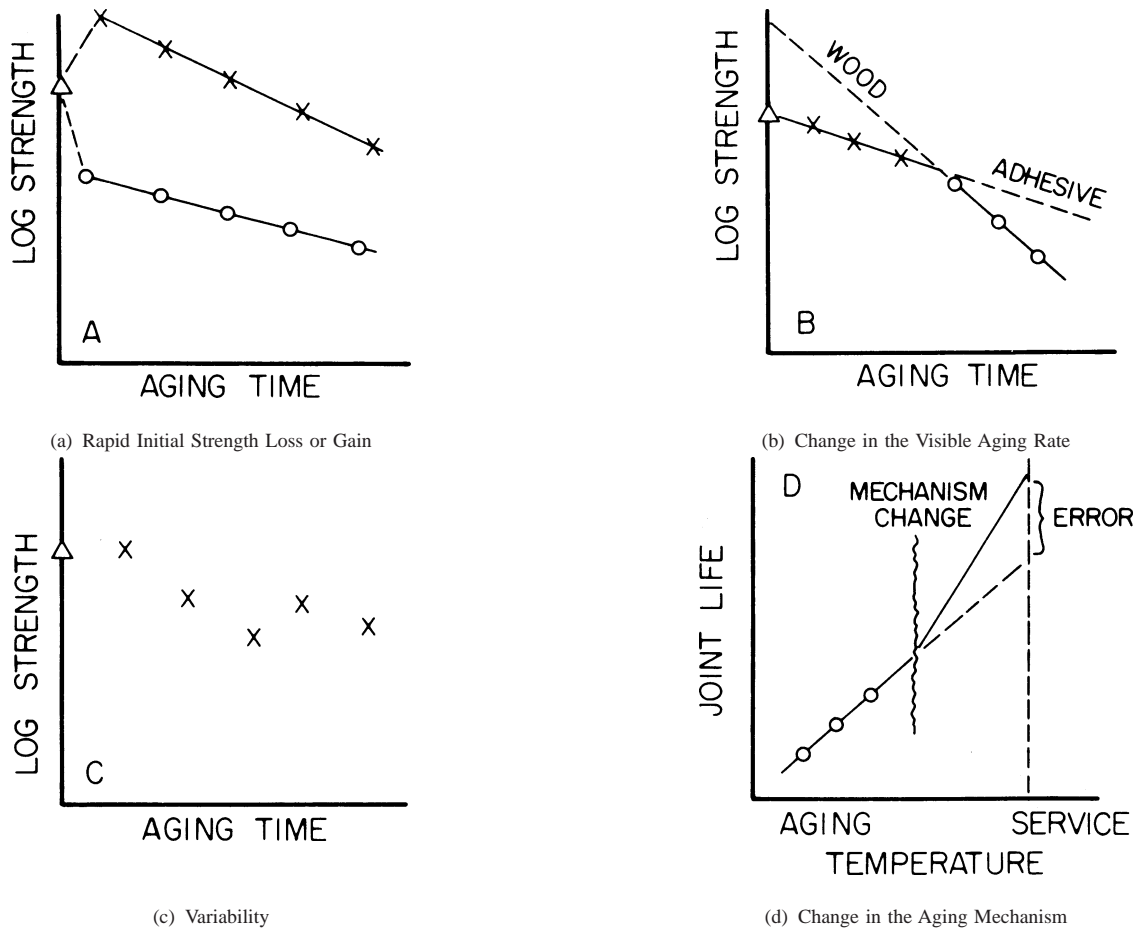 LOG STRENGTH
A
AGING TIME
(a) Rapid Initial Strength Loss or Gain
LOG STRENGTH
WOOD
ADHESIVE
B
AGING TIME
(b) Change in the Visible Aging Rate
LOG STRENGTH
C
AGING TIME
(c) Variability
D
MECHANISM
CHANGE
ERROR
JOINT LIFE
AGING SERVICE
TEMPERATURE
(d) Change in the Aging Mechanism